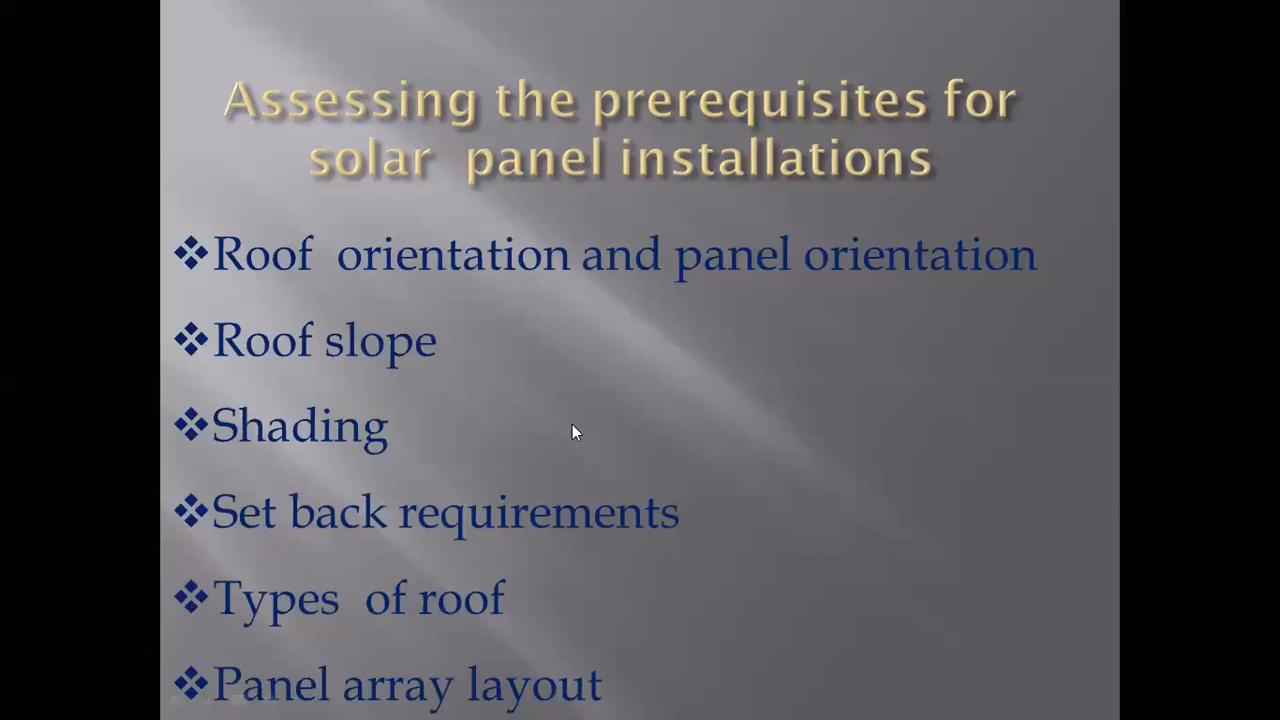 Assessing the prerequisites for
solar panel installations
❖Roof orientation and panel orientation
❖Roof slope
❖Shading
❖Set back requirements
❖Types of roof
❖Panel array layout